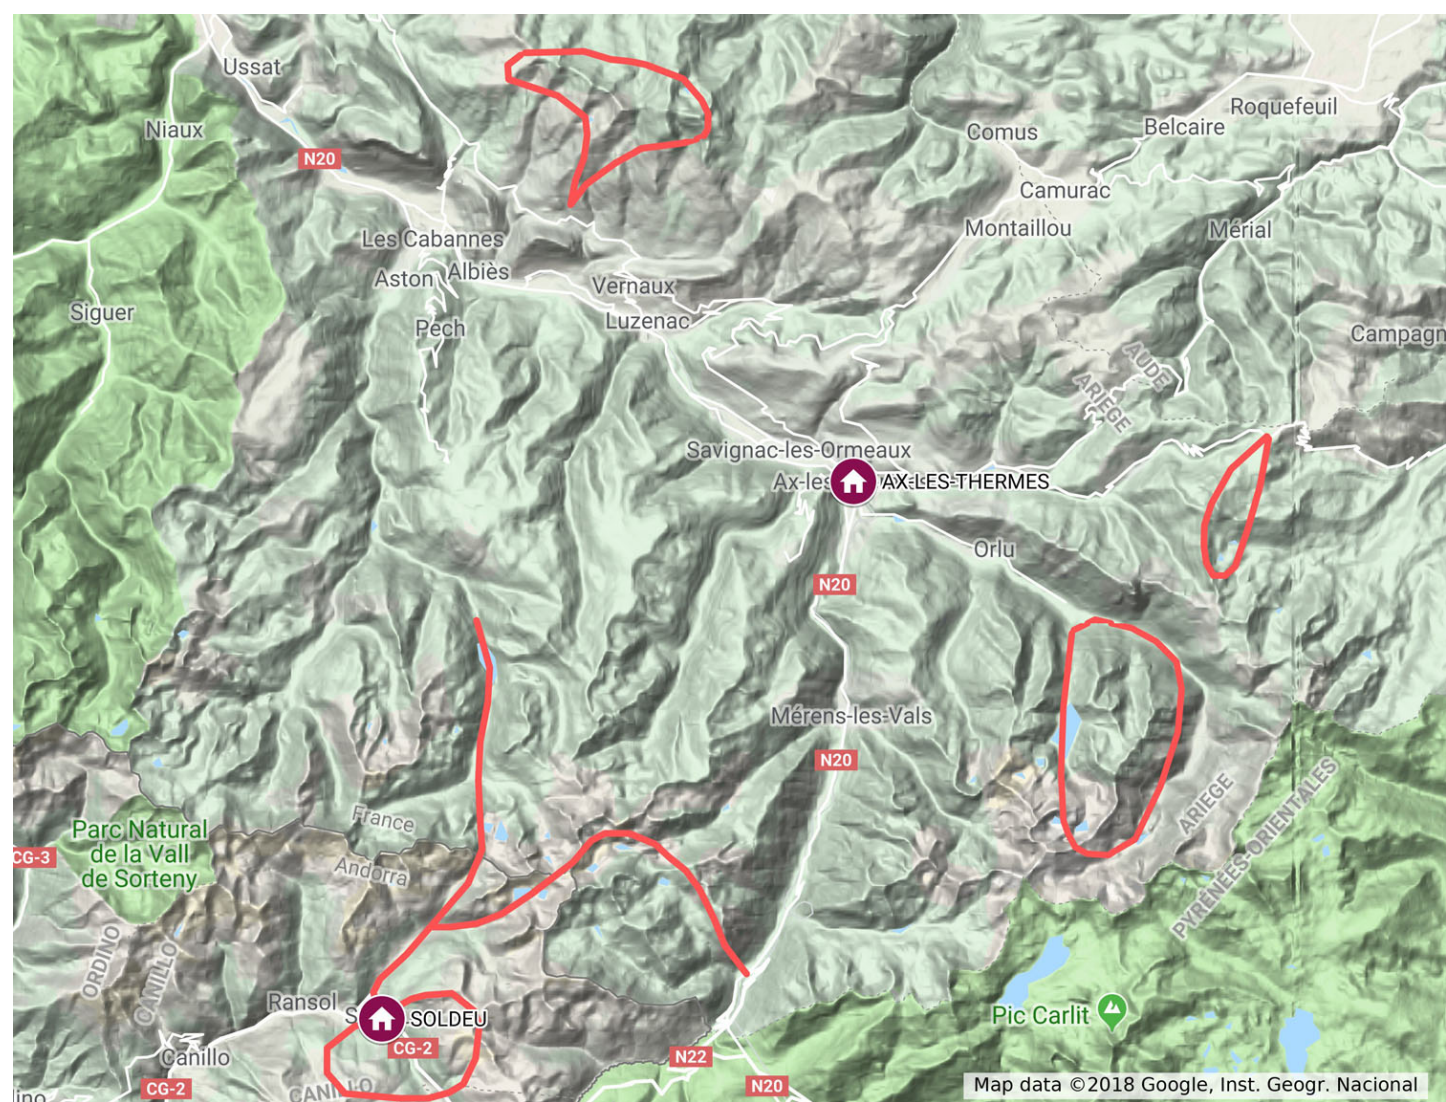 Ussat
Niaux
N20
Roquefeuil
Belcaire
Comus
Camurac
Montaillou
Mérial
Les Cabannes
Aston
Albiès
Vernaux
Siguer
Luzenac
Pech
Campagn
AUDE
ARIEGE
Savignac-les-Ormeaux
Ax-les
AX-LES-THERMES
Orlu
N20
Mérens-les-Vals
N20
ARIEGE
PYRÉNÉES-ORIENTALES
France
Andorra
Parc Natural
de la Vall
de Sorteny
CG-3
ORDINO
CANILLO
Ransol
S
SOLDEU
CG-2
Canillo
CG-2
CANILLO
lino
Pic Carlit
N22
N20
Map data ©2018 Google, Inst. Geogr. Nacional